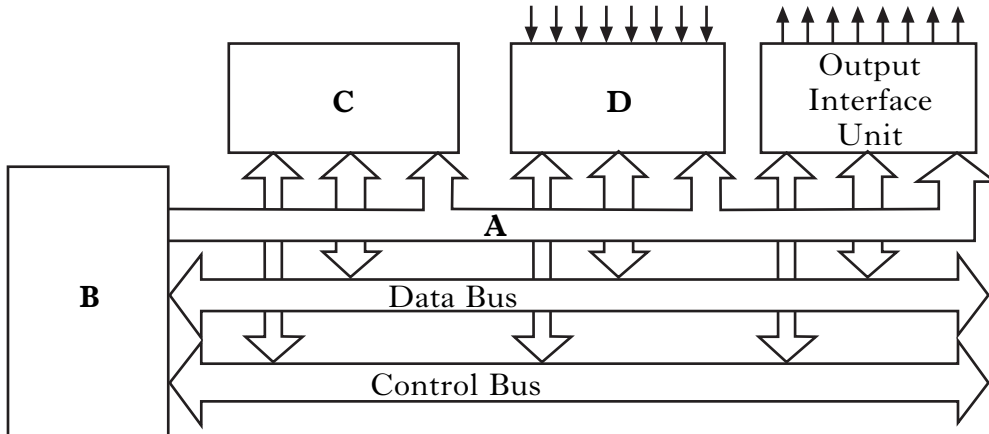 C
D
Output
Interface
Unit
A
B
Data Bus
Control Bus